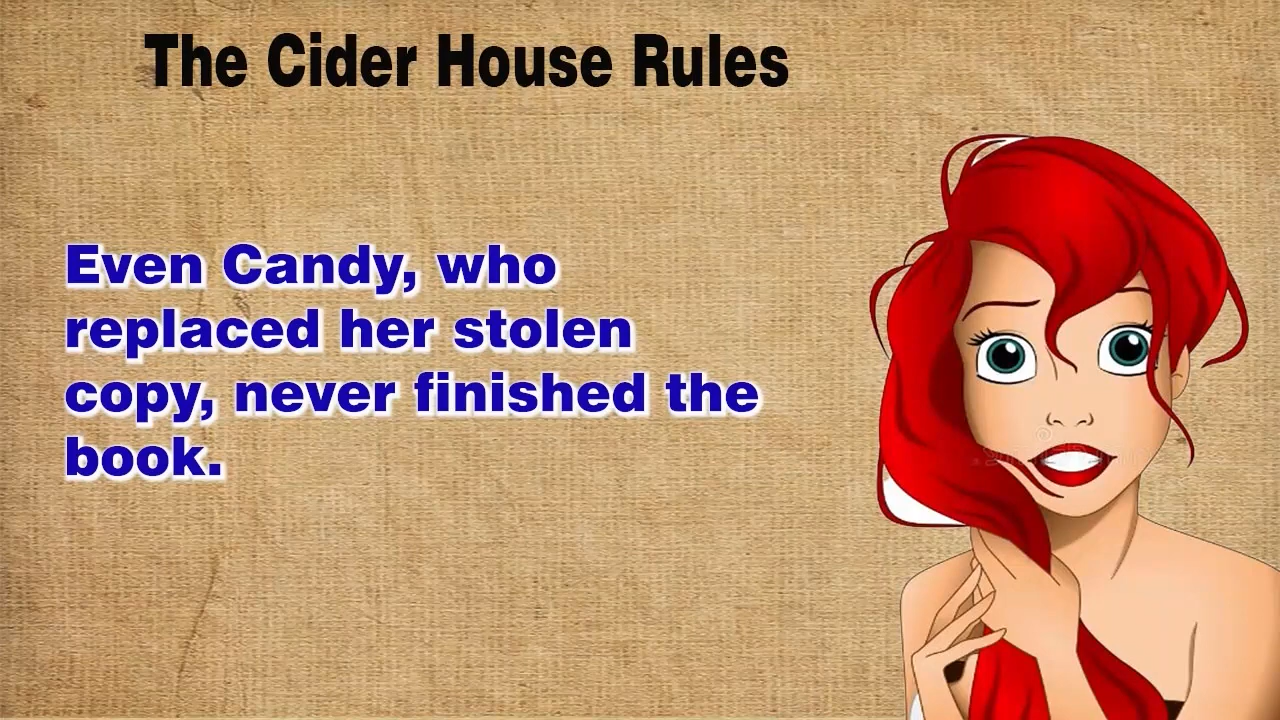 The Cider House Rules
Even Candy, who
replaced her stolen
copy, never finished the
book.